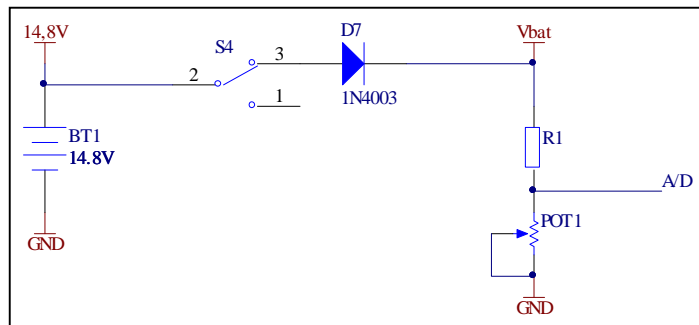 14,8V
D7
Vbat
S4
3
2
1N4003
1
BT1
14.8V
R1
A/D
POT1
GND
GND